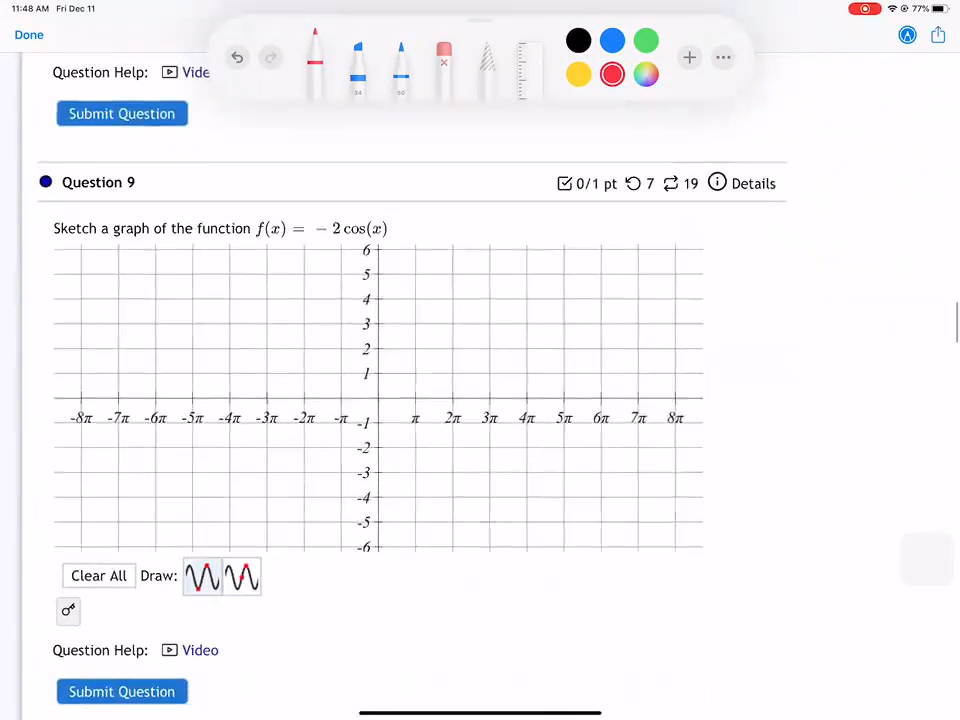 11:48 AM Fri Dec 11
77%
Done
34
50
Question Help: Vide
Submit Question
Question 9
0/1 pt 7 19 Details
Sketch a graph of the function f(x) = − 2 cos(x)
6
5
4
3
2
1
-8π -7π -6π -5π -4π -3π -2π -π π 2π 3π 4π 5π 6π 7π 8π
-1
-2
-3
-4
-5
-6
Clear All Draw:
Question Help: Video
Submit Question